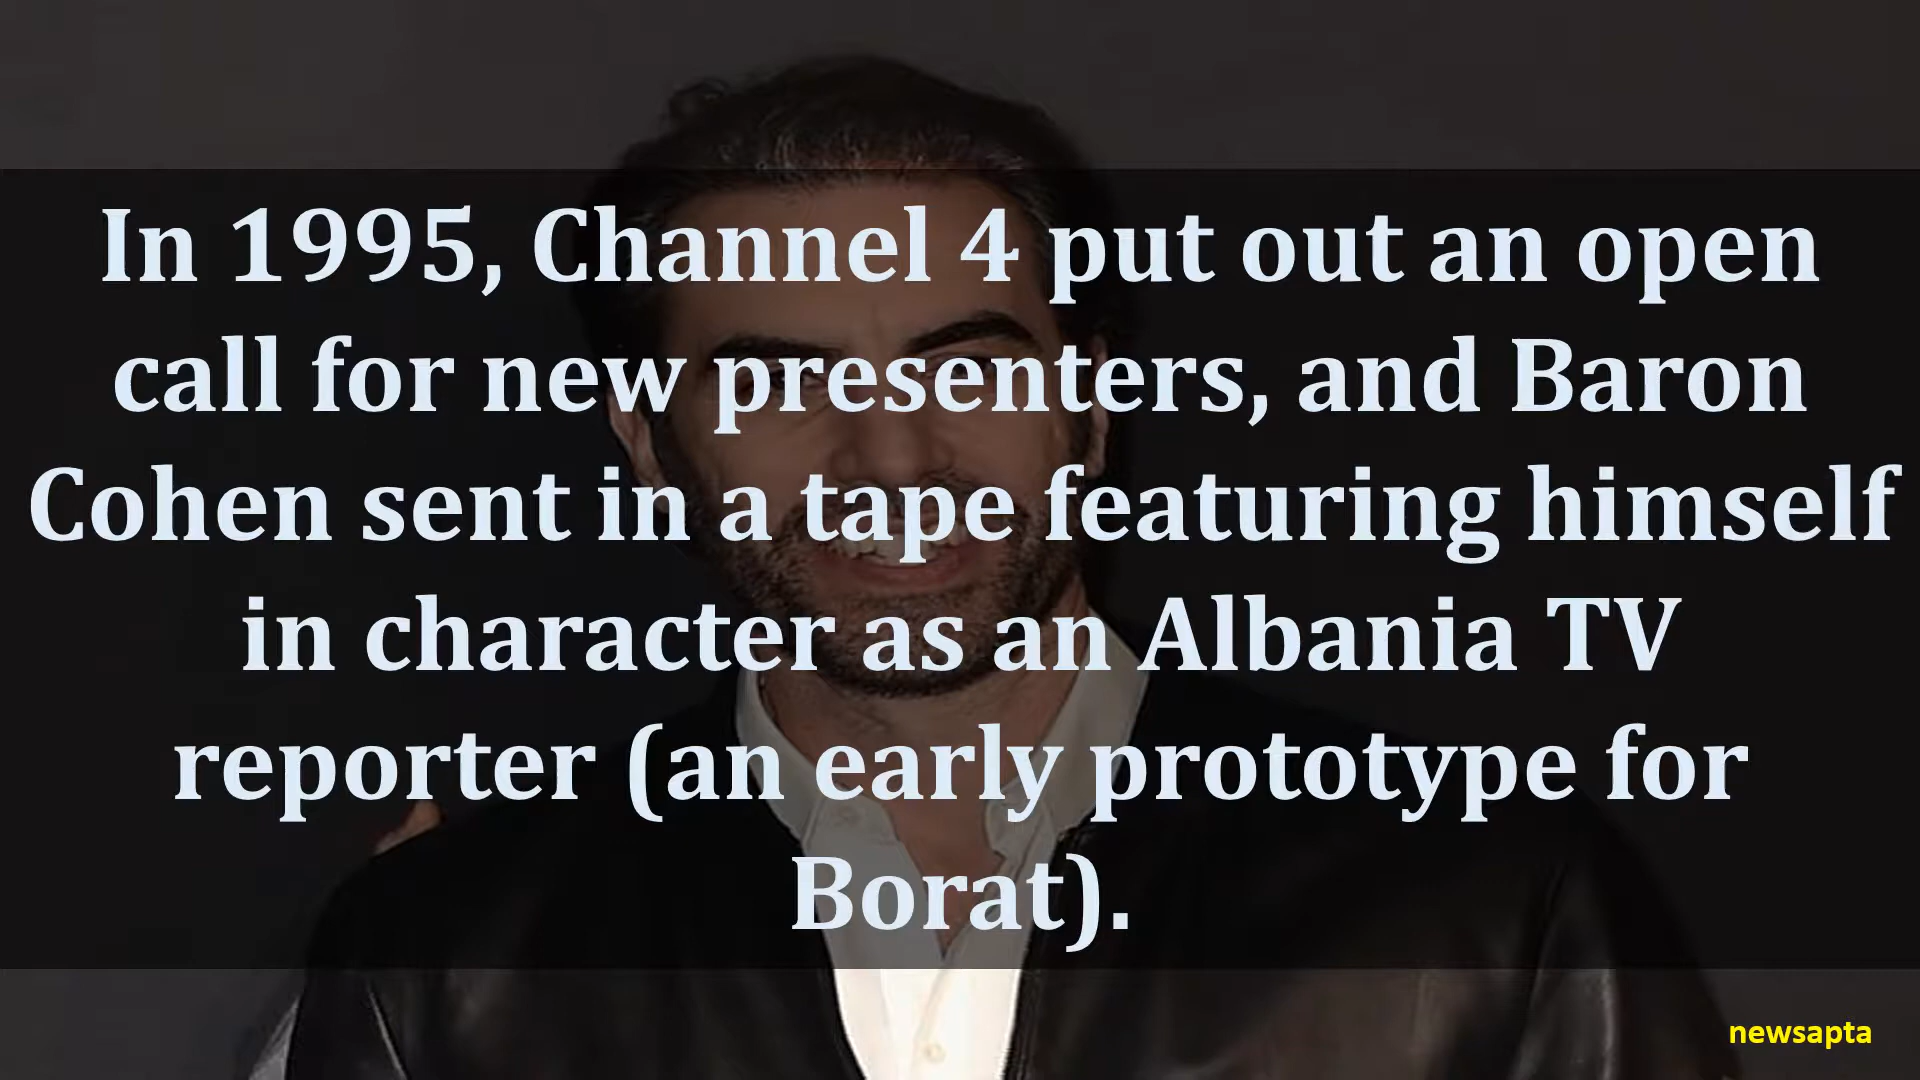 In 1995, Channel 4 put out an open
call for new presenters, and Baron
Cohen sent in a tape featuring himself
in character as an Albania TV
reporter (an early prototype for
Borat).
newsapta